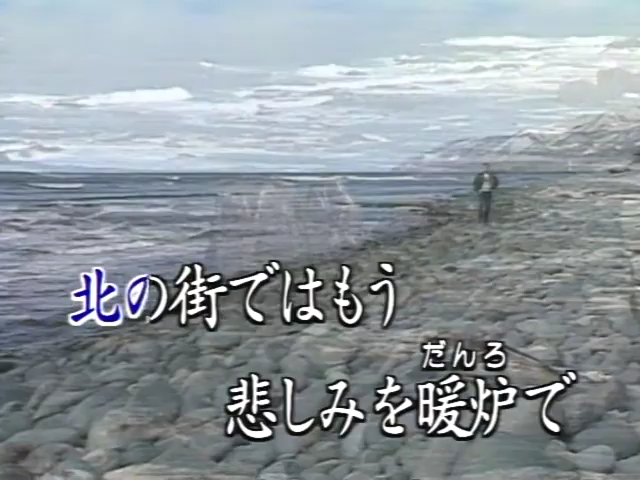 北の街ではもう
だんろ
悲しみを暖炉で